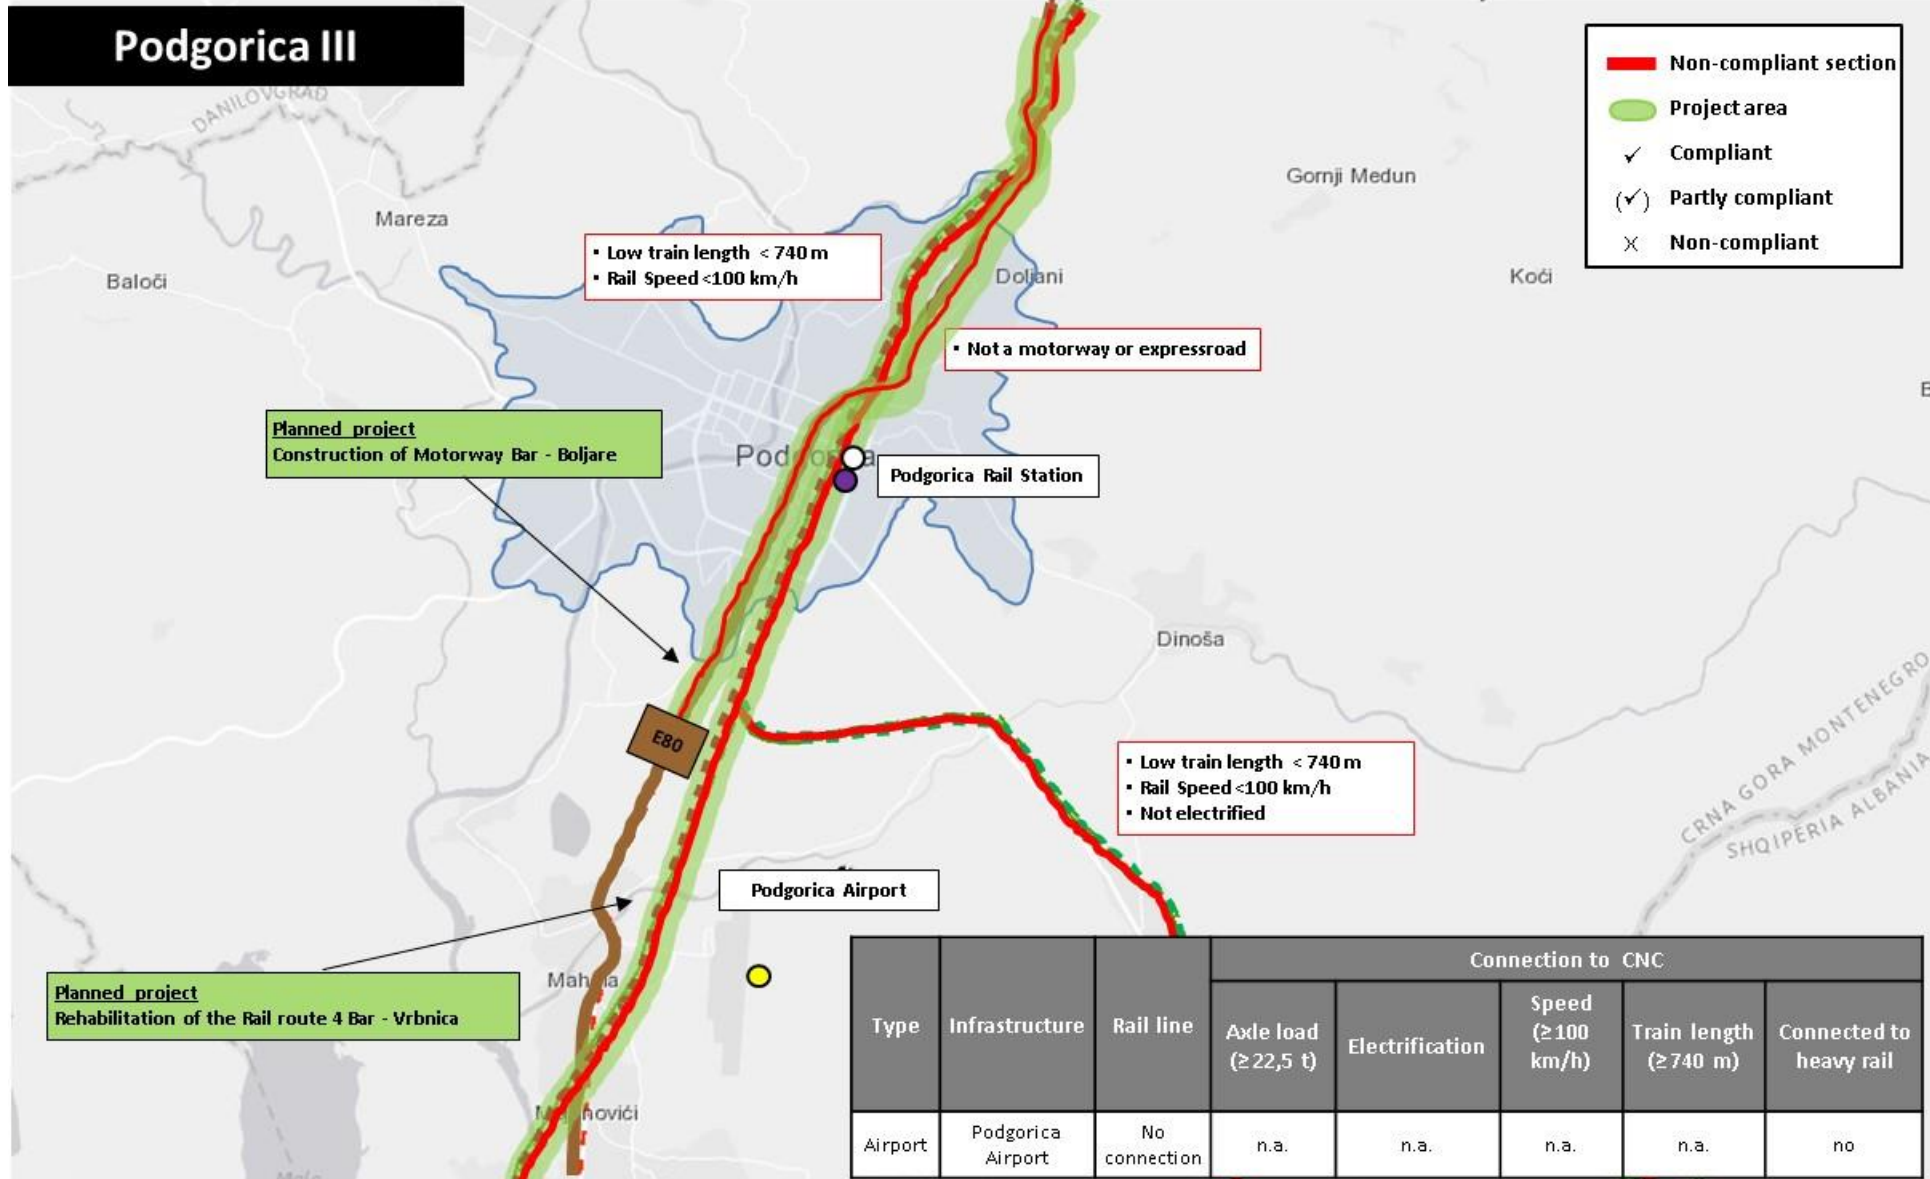 Podgorica III
Non-compliant section
Project area
✓ Compliant
(✓) Partly compliant
X Non-compliant
DANILOVGRAD
Gornji Medun
Mareza
▪ Low train length < 740 m
▪ Rail Speed <100 km/h
Baloči
Doljani
Koći
▪ Not a motorway or expressroad
Planned project
Construction of Motorway Bar - Boljare
Podgorica Rail Station
Dinoša
E80
▪ Low train length < 740 m
▪ Rail Speed <100 km/h
▪ Not electrified
CRNA GORA MONTENEGRO
SHQIPERIA ALBANIA
Podgorica Airport
Planned project
Rehabilitation of the Rail route 4 Bar - Vrbnica
Type
Infrastructure
Rail line
Connection to CNC
Axle load
(≥22,5 t)
Electrification
Speed
(≥100
km/h)
Train length
(≥740 m)
Connected to
heavy rail
Airport
Podgorica
Airport
No
connection
n.a.
n.a.
n.a.
n.a.
no